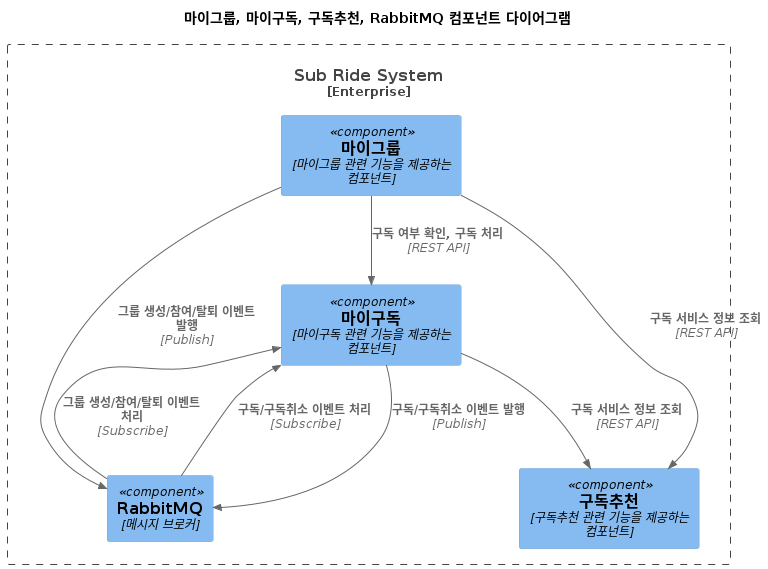 마이그룹, 마이구독, 구독추천, RabbitMQ 컴포넌트 다이어그램
Sub Ride System
[Enterprise]
«component»
마이그룹
[마이그룹 관련 기능을 제공하는
컴포넌트]
구독 여부 확인, 구독 처리
[REST API]
«component»
마이구독
[마이구독 관련 기능을 제공하는
컴포넌트]
그룹 생성/참여/탈퇴 이벤트
발행
[Publish]
구독 서비스 정보 조회
[REST API]
그룹 생성/참여/탈퇴 이벤트
처리
[Subscribe]
구독/구독취소 이벤트 처리
[Subscribe]
구독/구독취소 이벤트 발행
[Publish]
구독 서비스 정보 조회
[REST API]
«component»
RabbitMQ
[메시지 브로커]
«component»
구독추천
[구독추천 관련 기능을 제공하는
컴포넌트]